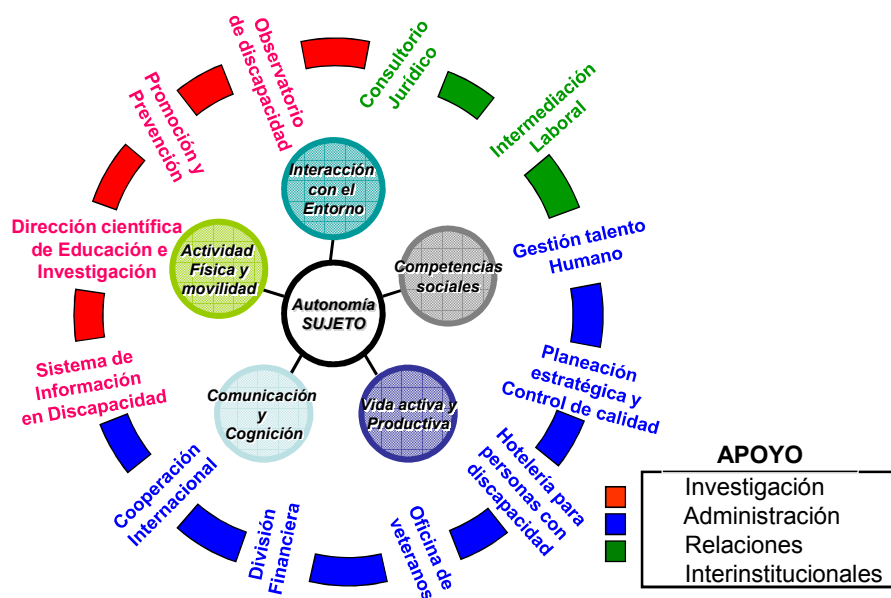 Observatorio
de discapacidad
Consultorio
Jurídico
Intermediación
Laboral
Gestión talento
Humano
Planeación
estratégica y
Control de calidad
Hotelería para
personas con
discapacidad
Oficina de
veteranos
División
Financiera
Cooperación
Internacional
Sistema de
Información
en Discapacidad
Dirección científica
de Educación e
Investigación
Promoción y
Prevención
Interacción
con el
Entorno
Competencias
sociales
Vida activa y
Productiva
Comunicación
y
Cognición
Actividad
Física y
movilidad
Autonomía
SUJETO
APOYO
Investigación
Administración
Relaciones
Interinstitucionales